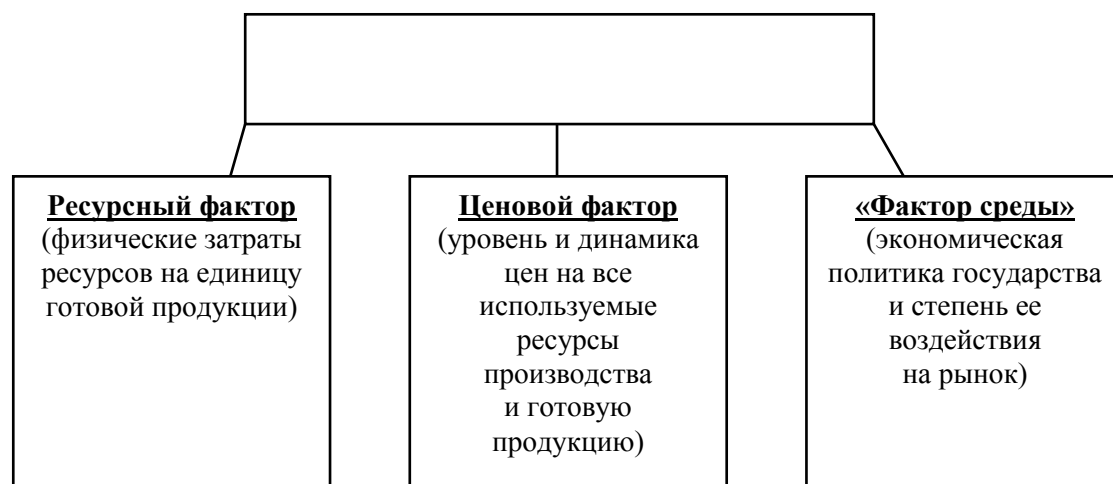 Ресурсный фактор
(физические затраты
ресурсов на единицу
готовой продукции)
Ценовой фактор
(уровень и динамика
цен на все
используемые
ресурсы
производства
и готовую
продукцию)
«Фактор среды»
(экономическая
политика государства
и степень ее
воздействия
на рынок)